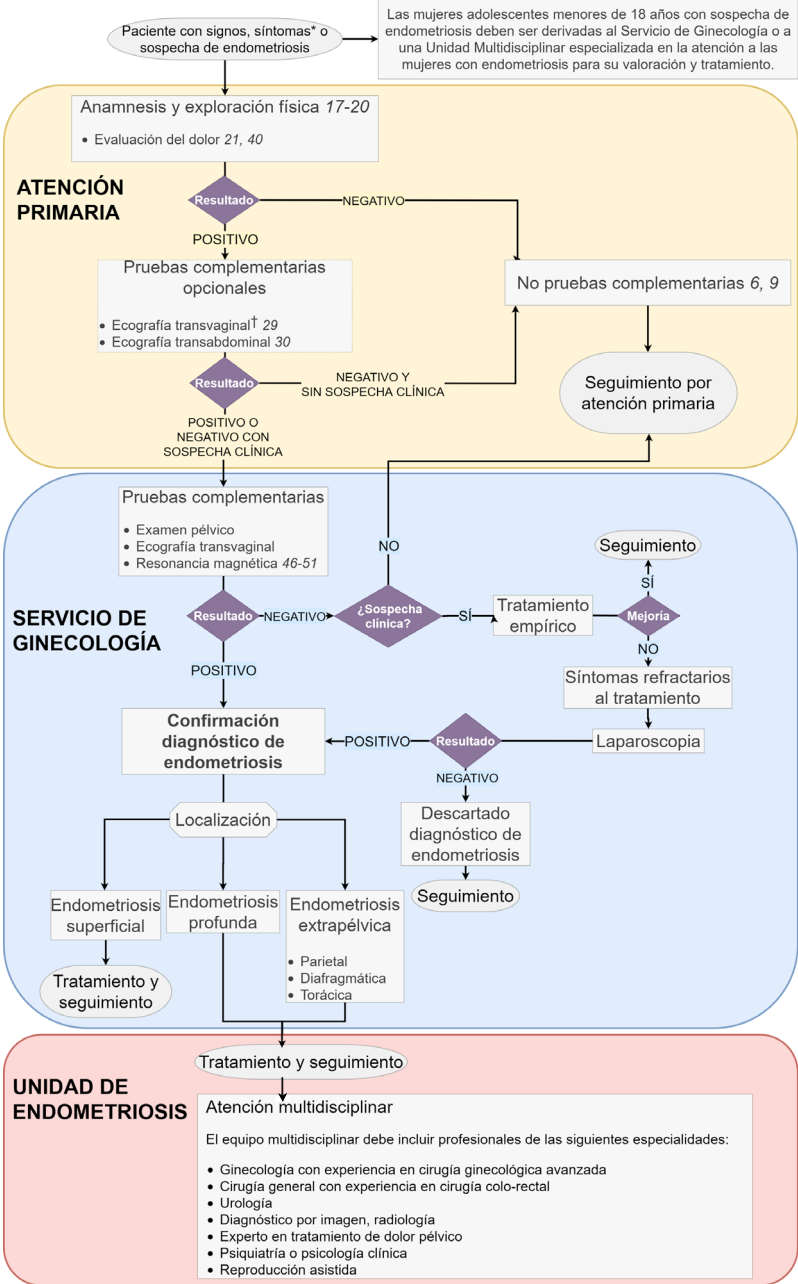 Paciente con signos, síntomas* o
sospecha de endometriosis
Las mujeres adolescentes menores de 18 años con sospecha de
endometriosis deben ser derivadas al Servicio de Ginecología o a
una Unidad Multidisciplinar especializada en la atención a las
mujeres con endometriosis para su valoración y tratamiento.
Anamnesis y exploración física 17-20
• Evaluación del dolor 21, 40
ATENCIÓN
PRIMARIA
Resultado
NEGATIVO
POSITIVO
Pruebas complementarias
opcionales
• Ecografía transvaginal† 29
• Ecografía transabdominal 30
No pruebas complementarias 6, 9
Resultado
NEGATIVO Y
SIN SOSPECHA CLÍNICA
Seguimiento por
atención primaria
POSITIVO O
NEGATIVO CON
SOSPECHA CLÍNICA
Pruebas complementarias
• Examen pélvico
• Ecografía transvaginal
• Resonancia magnética 46-51
NO
Seguimiento
SÍ
SERVICIO DE
GINECOLOGÍA
Resultado
NEGATIVO
¿Sospecha
clínica?
SÍ
Tratamiento
empírico
Mejoría
NO
POSITIVO
Síntomas refractarios
al tratamiento
Confirmación
diagnóstico de
endometriosis
POSITIVO
Resultado
Laparoscopia
NEGATIVO
Descartado
diagnóstico de
endometriosis
Seguimiento
Localización
Endometriosis
superficial
Endometriosis
profunda
Endometriosis
extrapélvica
• Parietal
• Diafragmática
• Torácica
Tratamiento y
seguimiento
Tratamiento y seguimiento
UNIDAD DE
ENDOMETRIOSIS
Atención multidisciplinar
El equipo multidisciplinar debe incluir profesionales de las siguientes especialidades:
• Ginecología con experiencia en cirugía ginecológica avanzada
• Cirugía general con experiencia en cirugía colo-rectal
• Urología
• Diagnóstico por imagen, radiología
• Experto en tratamiento de dolor pélvico
• Psiquiatría o psicología clínica
• Reproducción asistida